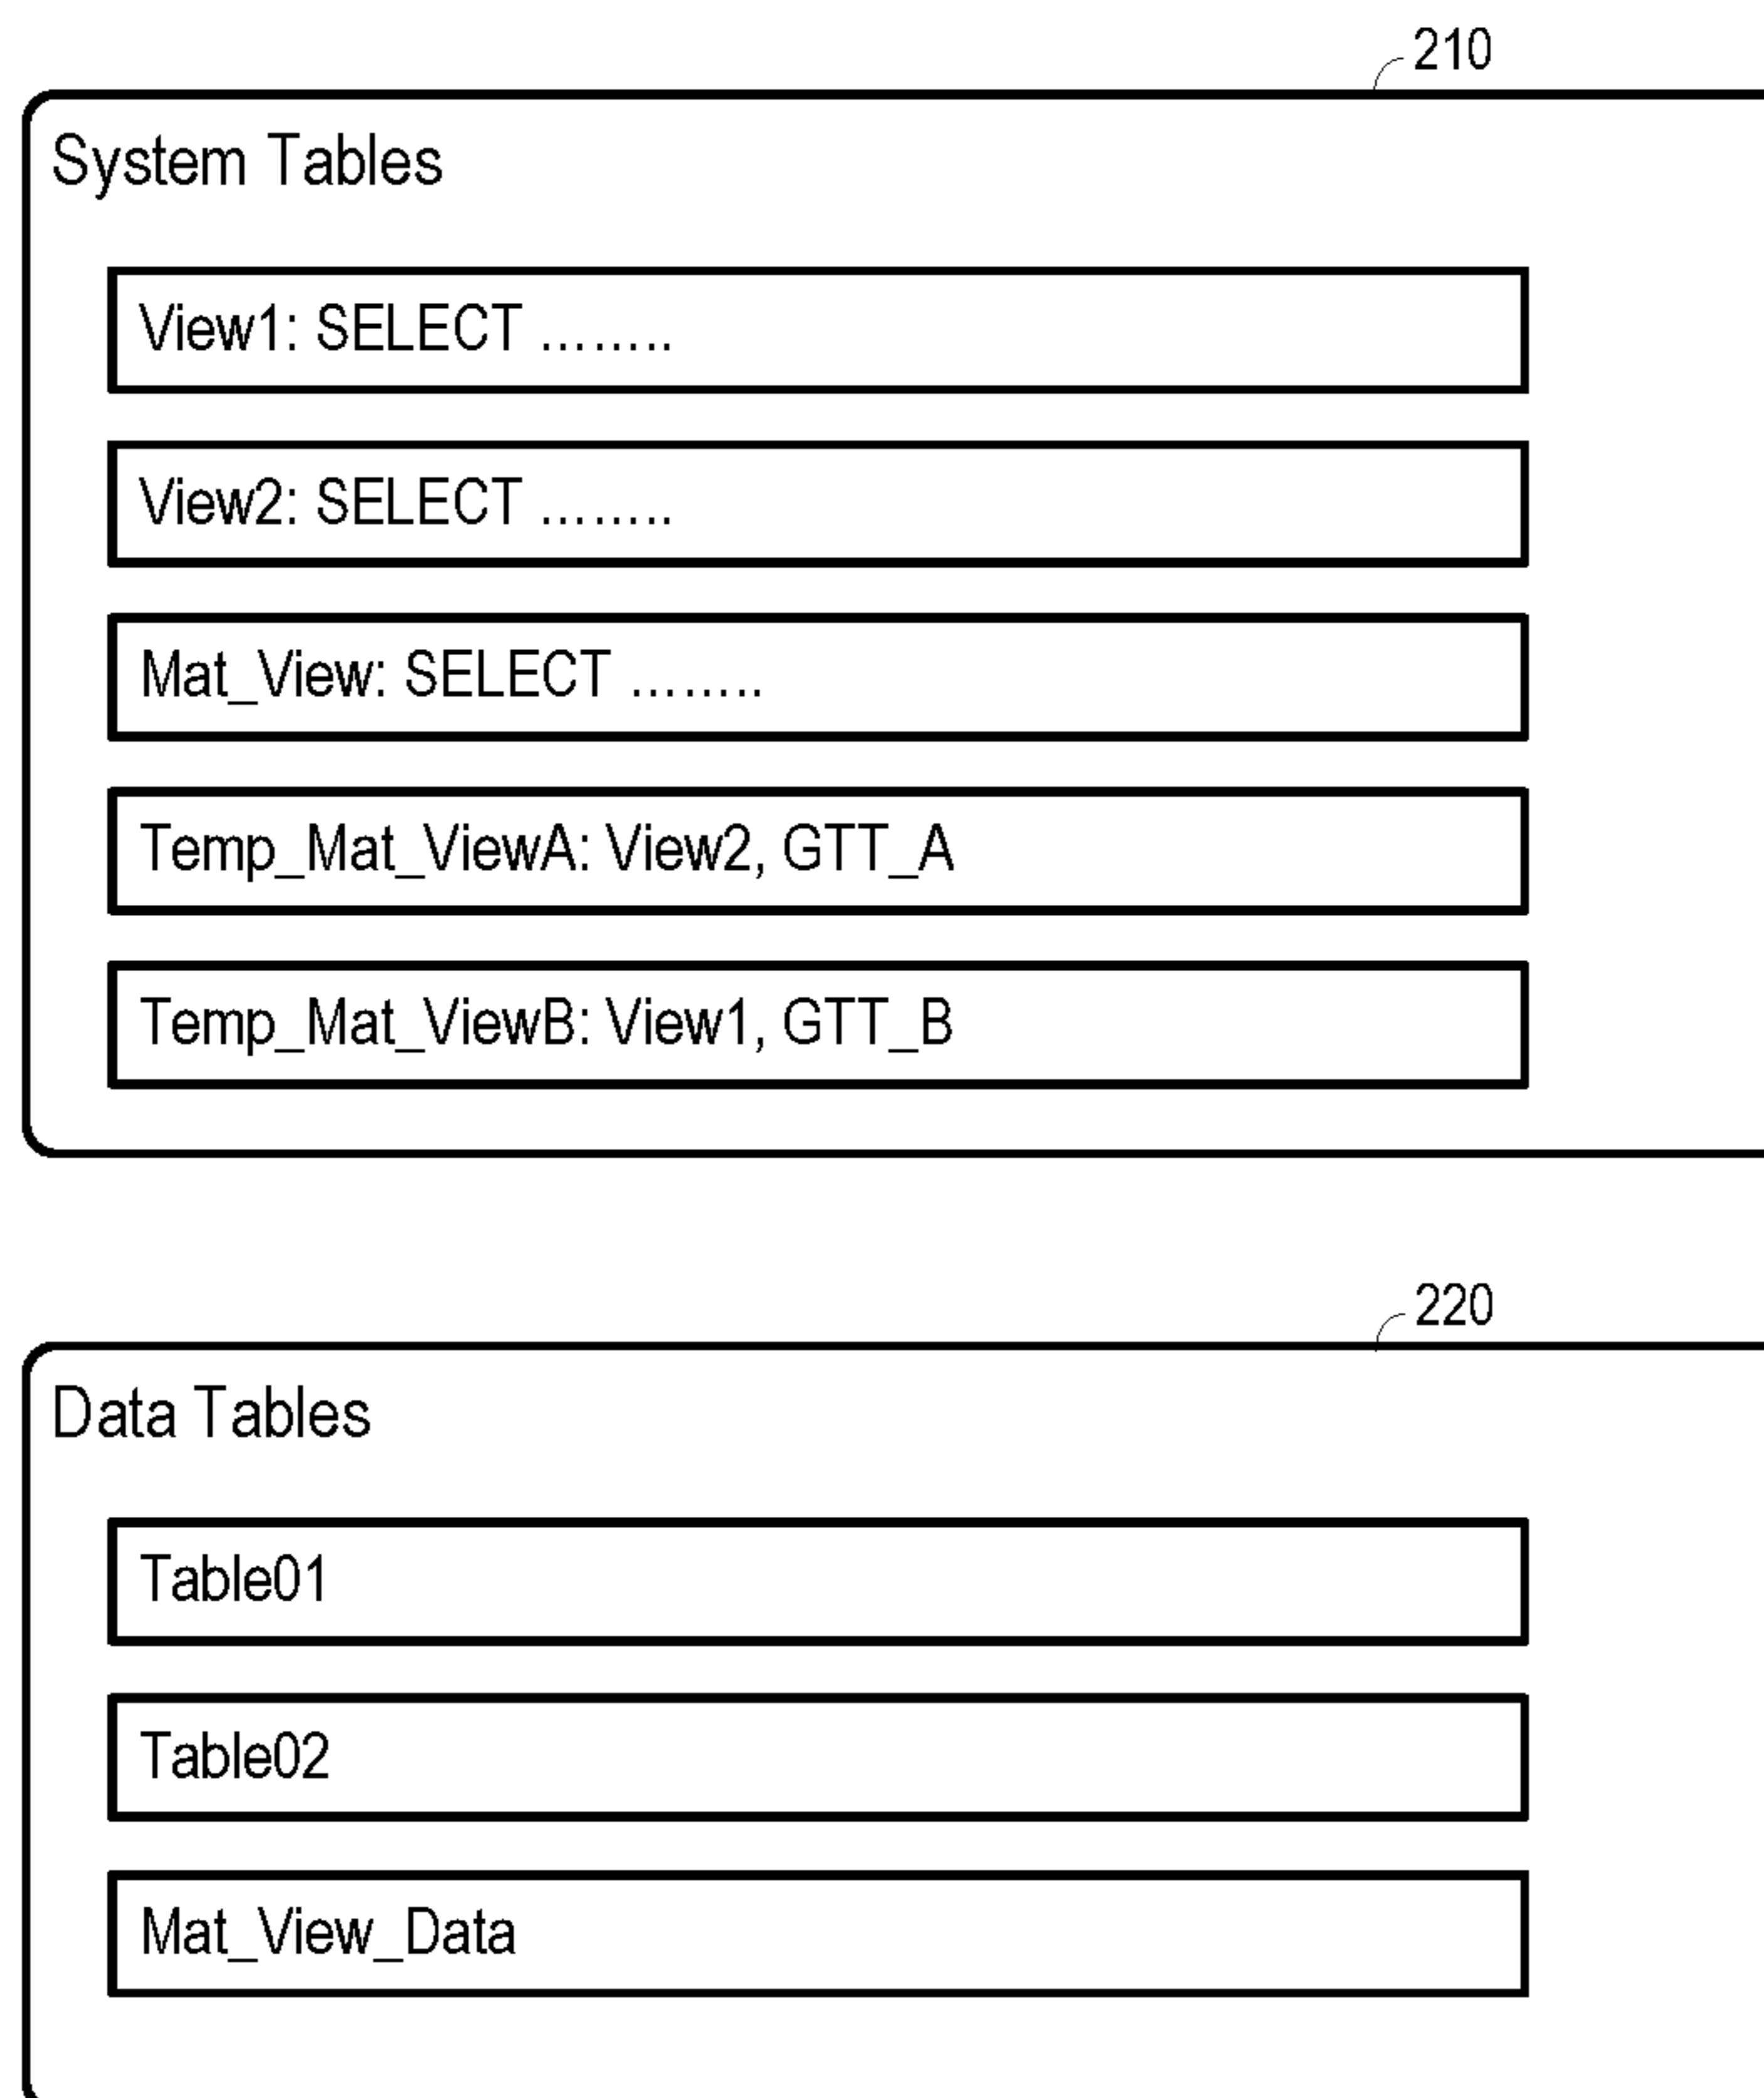 210
System Tables
View1: SELECT ........
View2: SELECT ........
Mat_View: SELECT ........
Temp_Mat_ViewA: View2, GTT_A
Temp_Mat_ViewB: View1, GTT_B
220
Data Tables
Table01
Table02
Mat_View_Data